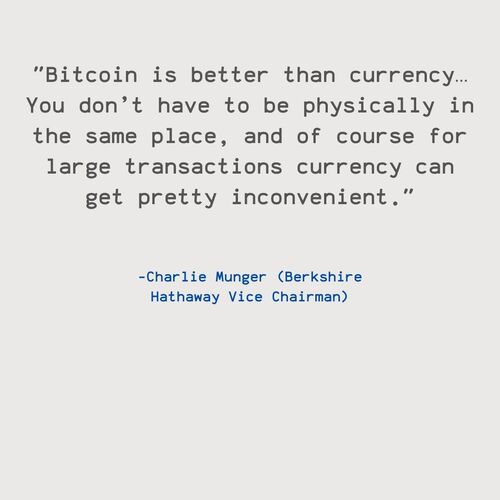 "Bitcoin is better than currency…
You don’t have to be physically in
the same place, and of course for
large transactions currency can
get pretty inconvenient."
-Charlie Munger (Berkshire
Hathaway Vice Chairman)